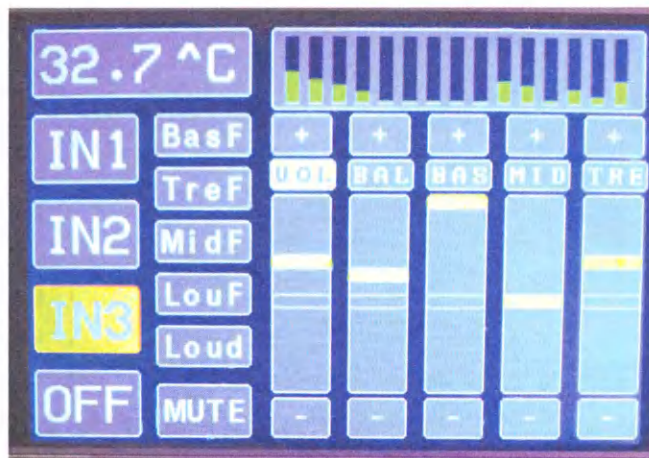 32.7 ^C
IN1
IN2
IN3
OFF
BasF
TreF
MidF
LouF
Loud
MUTE
+ + + + +
VOL BAL BAS MID TRE
- - - - -